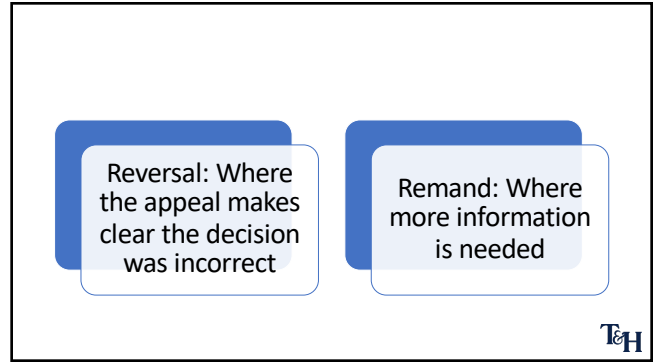 Reversal: Where
the appeal makes
clear the decision
was incorrect
Remand: Where
more information
is needed
T&H